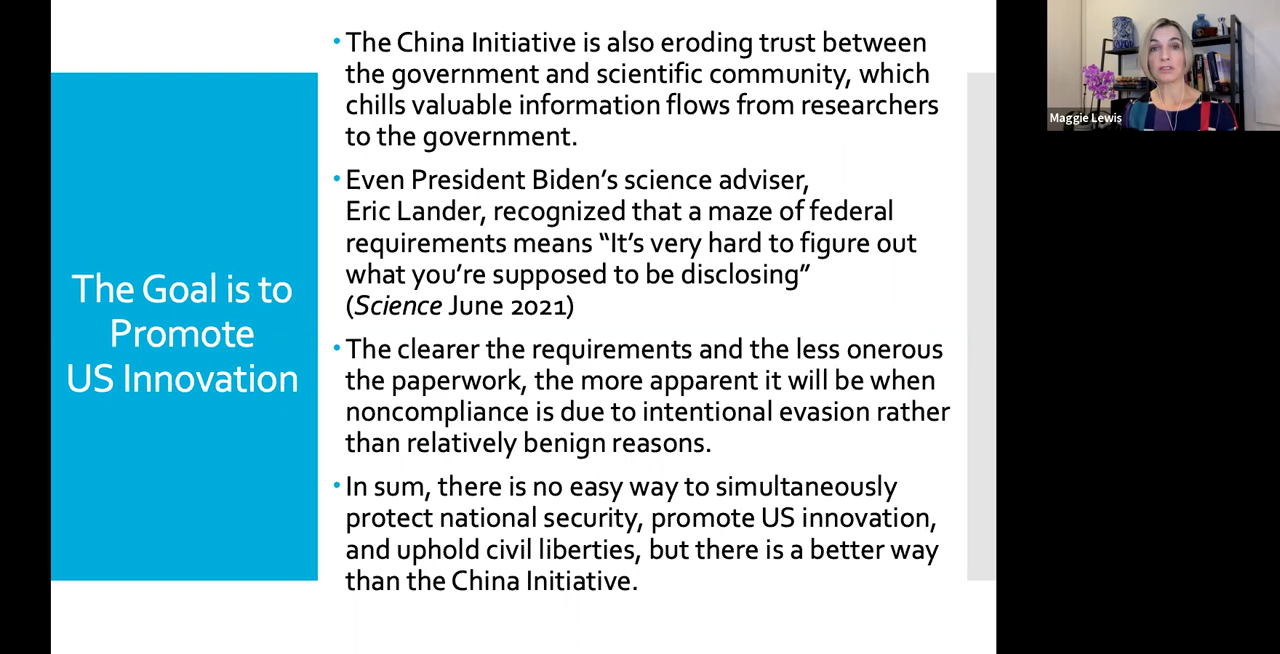 The Goal is to
Promote
US Innovation
• The China Initiative is also eroding trust between
the government and scientific community, which
chills valuable information flows from researchers
to the government.
• Even President Biden’s science adviser,
Eric Lander, recognized that a maze of federal
requirements means “It’s very hard to figure out
what you’re supposed to be disclosing”
(Science June 2021)
• The clearer the requirements and the less onerous
the paperwork, the more apparent it will be when
noncompliance is due to intentional evasion rather
than relatively benign reasons.
• In sum, there is no easy way to simultaneously
protect national security, promote US innovation,
and uphold civil liberties, but there is a better way
than the China Initiative.
Maggie Lewis